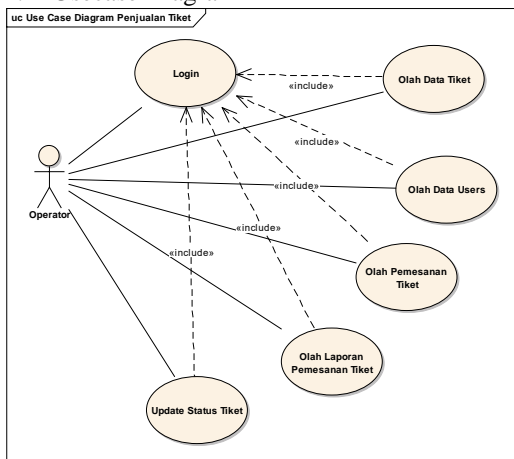 uc Use Case Diagram Penjualan Tiket
Login
Olah Data Tiket
«include»
«include»
Olah Data Users
«include»
Operator
«include»
«include»
Olah Pemesanan
Tiket
Olah Laporan
Pemesanan Tiket
Update Status Tiket